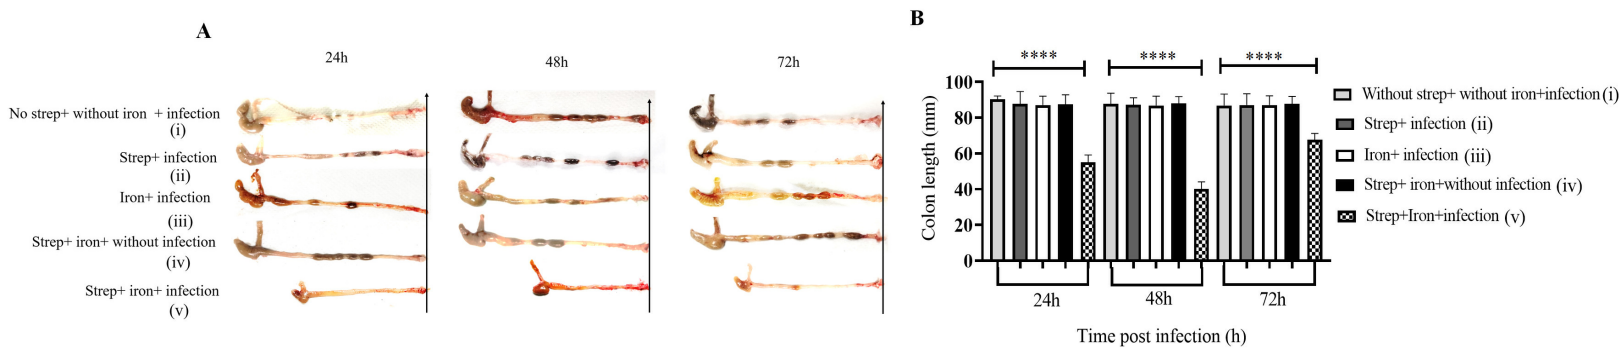 A
24h
48h
72h
No strep+ without iron + infection
(i)
Strep+ infection
(ii)
Iron+ infection
(iii)
Strep+ iron+ without infection
(iv)
Strep+ iron+ infection
(v)
B
**** **** ****
100
80
60
40
20
0
Colon length (mm)
24h
48h
72h
Time post infection (h)
Without strep+ without iron+infection (i)
Strep+ infection (ii)
Iron+ infection (iii)
Strep+ iron+without infection (iv)
Strep+Iron+infection (v)